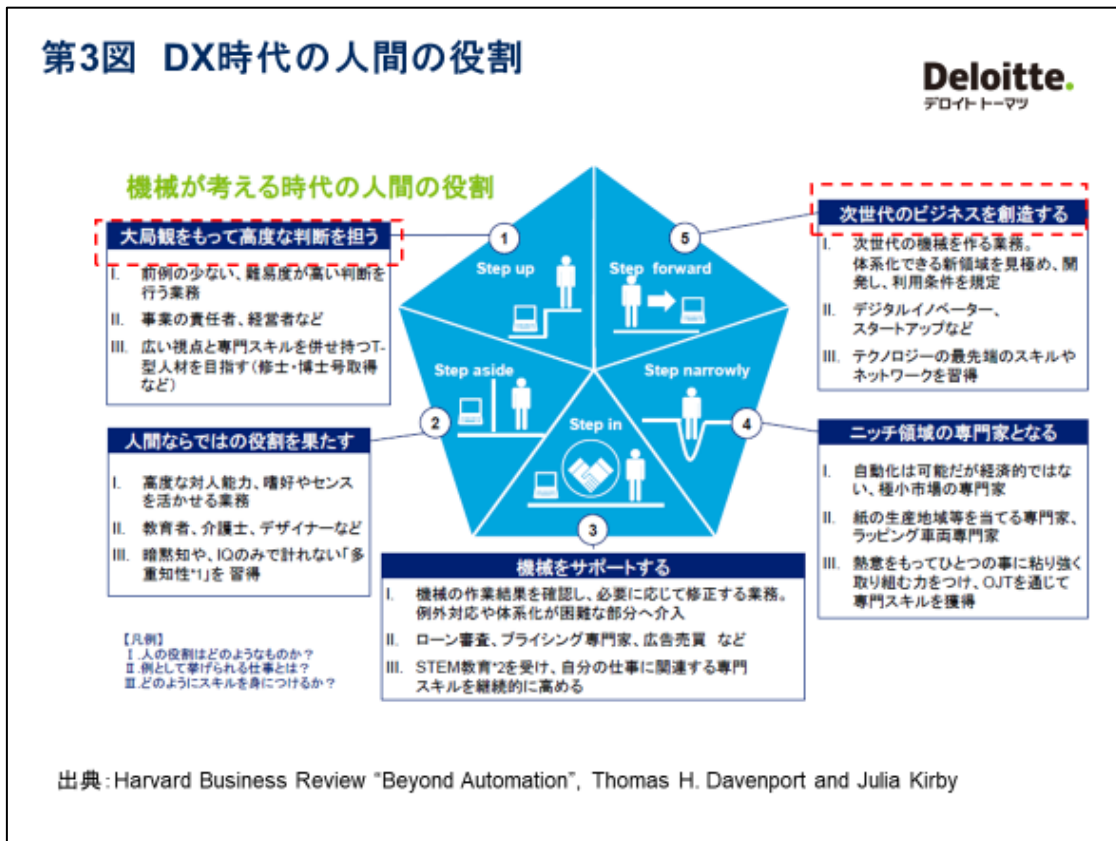 第3図 DX時代の人間の役割
Deloitte.
デロイト トーマツ
機械が考える時代の人間の役割
大局観をもって高度な判断を担う
I. 前例の少ない、難易度が高い判断を
行う業務
II. 事業の責任者、経営者など
III. 広い視点と専門スキルを併せ持つT-
型人材を目指す(修士・博士号取得
など)
1
Step up
5
Step forward
次世代のビジネスを創造する
I. 次世代の機械を作る業務。
体系化できる新領域を見極め、開
発し、利用条件を規定
II. デジタルイノベーター、
スタートアップなど
III. テクノロジーの最先端のスキルや
ネットワークを習得
人間ならではの役割を果たす
I. 高度な対人能力、嗜好やセンス
を活かせる業務
II. 教育者、介護士、デザイナーなど
III. 暗黙知や、IQのみで計れない「多
重知性*1」を 習得
Step aside
2
Step narrowly
4
Step in
3
ニッチ領域の専門家となる
I. 自動化は可能だが経済的ではな
い、極小市場の専門家
II. 紙の生産地域等を当てる専門家、
ラッピング車両専門家
III. 熱意をもってひとつの事に粘り強く
取り組む力をつけ、OJTを通じて
専門スキルを獲得
機械をサポートする
I. 機械の作業結果を確認し、必要に応じて修正する業務。
例外対応や体系化が困難な部分へ介入
II. ローン審査、プライシング専門家、広告売買 など
III. STEM教育*2を受け、自分の仕事に関連する専門
スキルを継続的に高める
【凡例】
Ⅰ.人の役割はどのようなものか?
Ⅱ.例として挙げられる仕事とは?
Ⅲ.どのようにスキルを身につけるか?
出典:Harvard Business Review “Beyond Automation”, Thomas H. Davenport and Julia Kirby